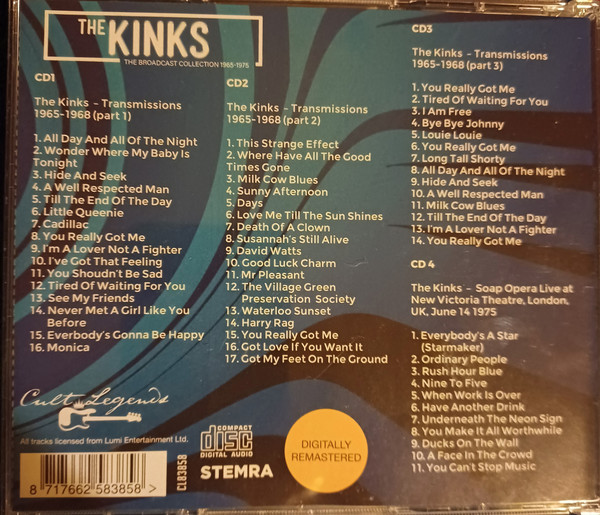 THE KINKS
THE BROADCAST COLLECTION 1965-1975
CD1
The Kinks - Transmissions
1965-1968 (part 1)
1. All Day And All Of The Night
2. Wonder Where My Baby Is
Tonight
3. Hide And Seek
4. A Well Respected Man
5. Till The End Of The Day
6. Little Queenie
7. Cadillac
8. You Really Got Me
9. I'm A Lover Not A Fighter
10. I've Got That Feeling
11. You Shoudn't Be Sad
12. Tired Of Waiting For You
13. See My Friends
14. Never Met A Girl Like You
Before
15. Everbody's Gonna Be Happy
16. Monica
CD2
The Kinks - Transmissions
1965-1968 (part 2)
1. This Strange Effect
2. Where Have All The Good
Times Gone
3. Milk Cow Blues
4. Sunny Afternoon
5. Days
6. Love Me Till The Sun Shines
7. Death Of A Clown
8. Susannah's Still Alive
9. David Watts
10. Good Luck Charm
11. Mr Pleasant
12. The Village Green
Preservation Society
13. Waterloo Sunset
14. Harry Rag
15. You Really Got Me
16. Got Love If You Want It
17. Got My Feet On The Ground
CD3
The Kinks - Transmissions
1965-1968 (part 3)
1. You Really Got Me
2. Tired Of Waiting For You
3. I Am Free
4. Bye Bye Johnny
5. Louie Louie
6. You Really Got Me
7. Long Tall Shorty
8. All Day And All Of The Night
9. Hide And Seek
10. A Well Respected Man
11. Milk Cow Blues
12. Till The End Of The Day
13. I'm A Lover Not A Fighter
14. You Really Got Me
CD 4
The Kinks - Soap Opera Live at
New Victoria Theatre, London,
UK, June 14 1975
1. Everybody's A Star
(Starmaker)
2. Ordinary People
3. Rush Hour Blue
4. Nine To Five
5. When Work Is Over
6. Have Another Drink
7. Underneath The Neon Sign
8. You Make It All Worthwhile
9. Ducks On The Wall
10. A Face In The Crowd
11. You Can't Stop Music
Cult Legends
All tracks licensed from Lumi Entertainment Ltd.
8 717662 583858 >
CL83858
COMPACT
disc
DIGITAL AUDIO
STEMRA
DIGITALLY
REMASTERED